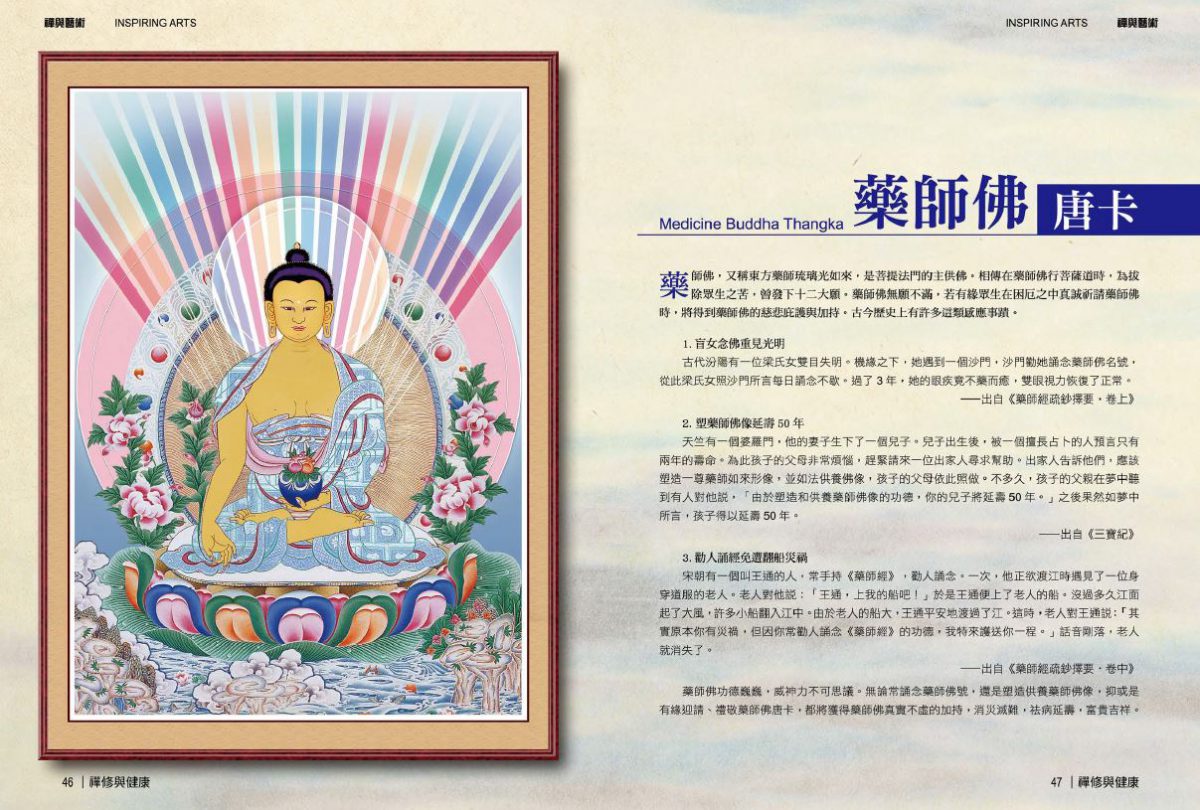 禪與藝術 INSPIRING ARTS
INSPIRING ARTS 禪與藝術
Medicine Buddha Thangka 藥師佛 唐卡
藥師佛，又稱東方藥師琉璃光如來，是菩提法門的主供佛。相傳在藥師佛行菩薩道時，為拔
除眾生之苦，曾發下十二大願。藥師佛無願不滿，若有緣眾生在困厄之中真誠祈請藥師佛
時，將得到藥師佛的慈悲庇護與加持。古今歷史上有許多這類感應事蹟。
1. 盲女念佛重見光明
古代汾陽有一位梁氏女雙目失明。機緣之下，她遇到一個沙門，沙門勸她誦念藥師佛名號，
從此梁氏女照沙門所言每日誦念不歇。過了 3 年，她的眼疾竟不藥而癒，雙眼視力恢復了正常。
──出自《藥師經疏鈔擇要‧卷上》
2. 塑藥師佛像延壽 50 年
天竺有一個婆羅門，他的妻子生下了一個兒子。兒子出生後，被一個擅長占卜的人預言只有
兩年的壽命。為此孩子的父母非常煩惱，趕緊請來一位出家人尋求幫助。出家人告訴他們，應該
塑造一尊藥師如來形像，並如法供養佛像，孩子的父母依此照做。不多久，孩子的父親在夢中聽
到有人對他說，「由於塑造和供養藥師佛像的功德，你的兒子將延壽 50 年。」之後果然如夢中
所言，孩子得以延壽 50 年。
──出自《三寶紀》
3. 勸人誦經免遭翻船災禍
宋朝有一個叫王通的人，常手持《藥師經》，勸人誦念。一次，他正欲渡江時遇見了一位身
穿道服的老人。老人對他說：「王通，上我的船吧！」於是王通便上了老人的船。沒過多久江面
起了大風，許多小船翻入江中。由於老人的船大，王通平安地渡過了江。這時，老人對王通說：「其
實原本你有災禍，但因你常勸人誦念《藥師經》的功德，我特來護送你一程。」話音剛落，老人
就消失了。
──出自《藥師經疏鈔擇要‧卷中》
藥師佛功德巍巍，威神力不可思議。無論常誦念藥師佛號，還是塑造供養藥師佛像，抑或是
有緣迎請、禮敬藥師佛唐卡，都將獲得藥師佛真實不虛的加持，消災滅難，祛病延壽，富貴吉祥。
46 ｜禪修與健康
47 ｜禪修與健康